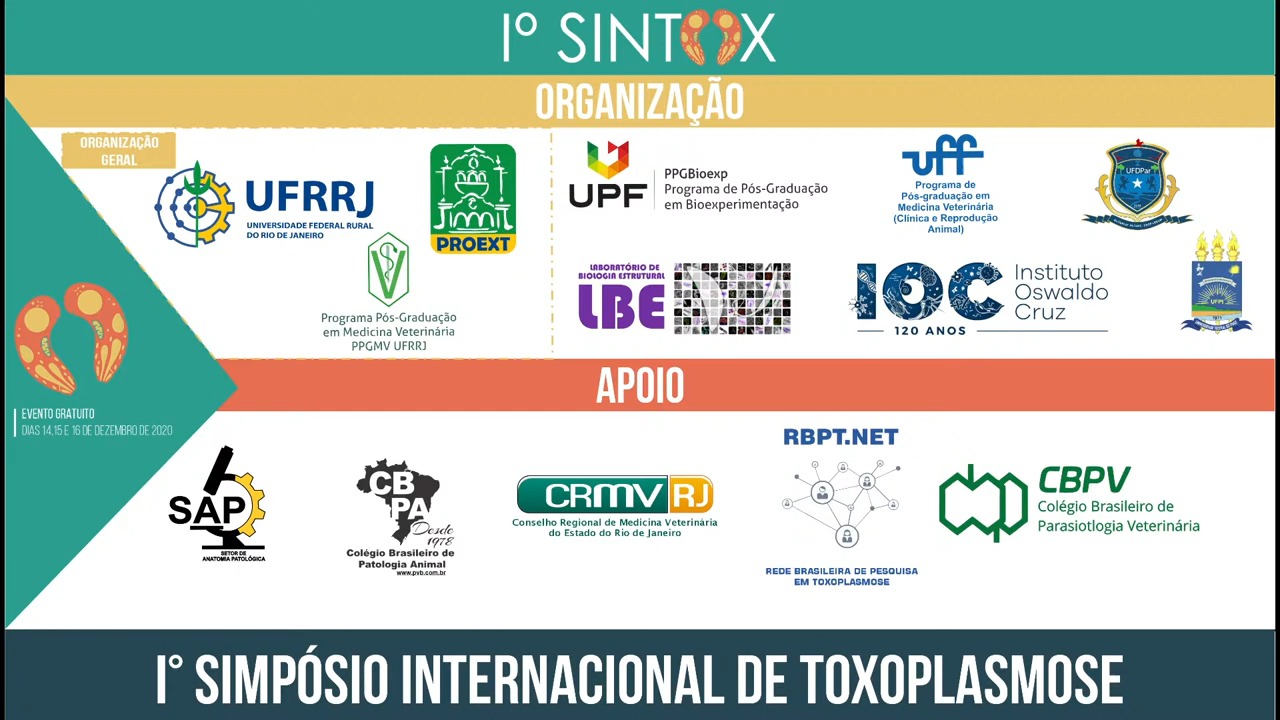 I° SINTOX
ORGANIZAÇÃO
ORGANIZAÇÃO
GERAL
UFRRJ
UNIVERSIDADE FEDERAL RURAL
DO RIO DE JANEIRO
PROEXT
V
Programa Pós-Graduação
em Medicina Veterinária
PPGMV UFRRJ
UPF
PPGBioexp
Programa de Pós-Graduação
em Bioexperimentação
uff
Programa de
Pós-graduação em
Medicina Veterinária
(Clínica e Reprodução
Animal)
UFDPar
LABORATÓRIO DE
BIOLOGIA ESTRUTURAL
LBE
IOC
Instituto
Oswaldo
Cruz
120 ANOS
UFPI
EVENTO GRATUITO
DIAS 14,15 E 16 DE DEZEMBRO DE 2020
APOIO
SAP
SETOR DE
ANATOMIA PATOLÓGICA
CB
PA
Desde
1978
Colégio Brasileiro de
Patologia Animal
www.pvb.com.br
CRMV RJ
Conselho Regional de Medicina Veterinária
do Estado do Rio de Janeiro
RBPT.NET
REDE BRASILEIRA DE PESQUISA
EM TOXOPLASMOSE
CBPV
Colégio Brasileiro de
Parasiotlogia Veterinária
I° SIMPÓSIO INTERNACIONAL DE TOXOPLASMOSE